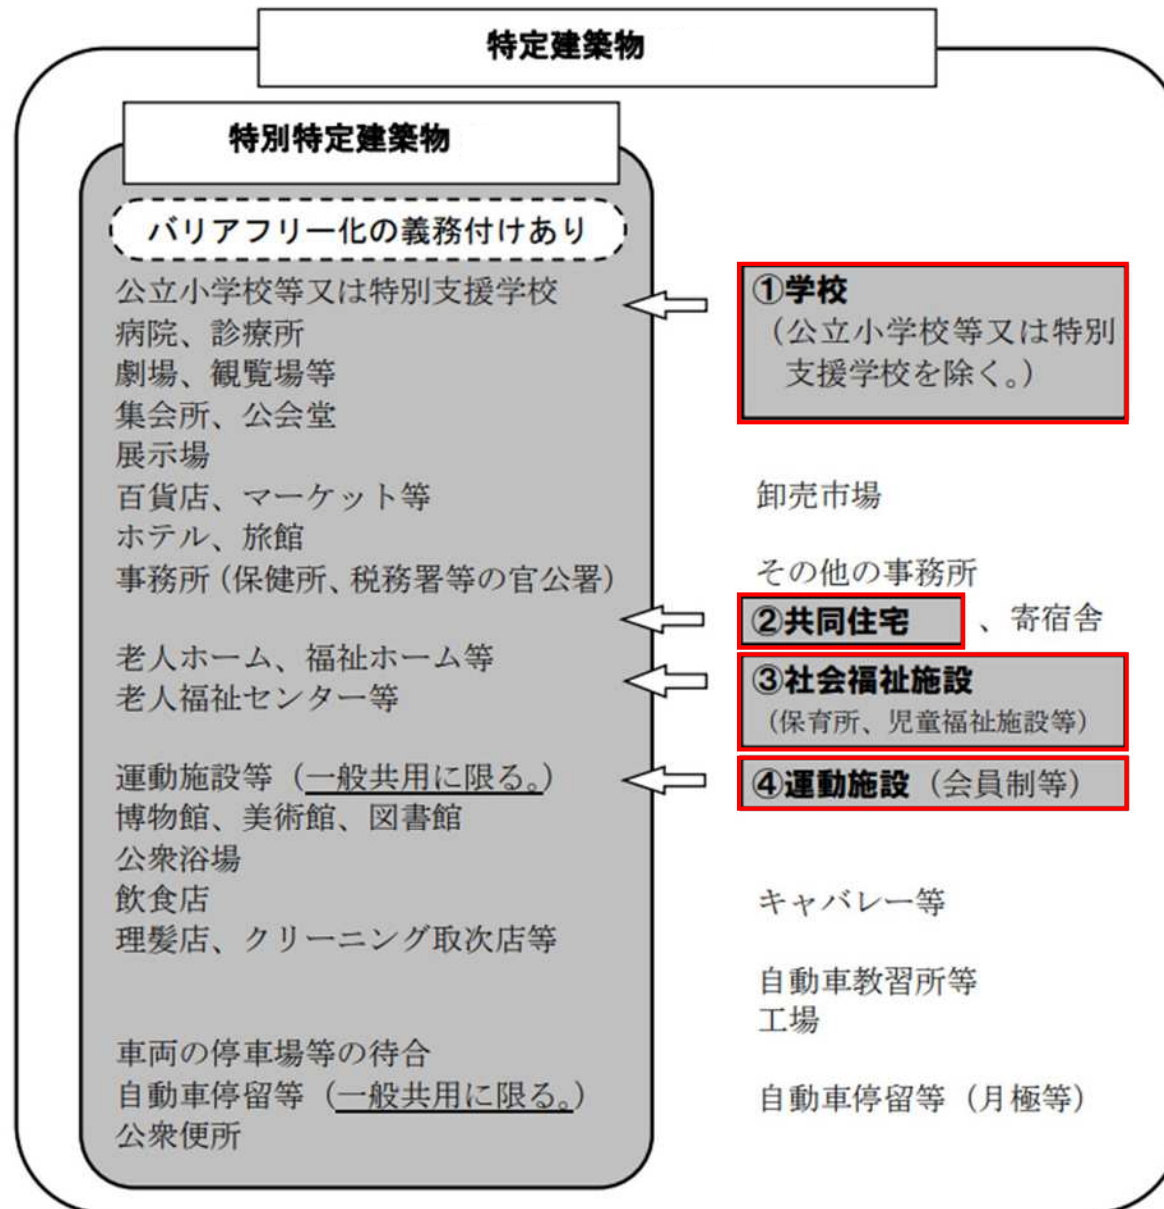 特定建築物
特別特定建築物
バリアフリー化の義務付けあり
公立小学校等又は特別支援学校
病院、診療所
劇場、観覧場等
集会所、公会堂
展示場
百貨店、マーケット等
ホテル、旅館
事務所（保健所、税務署等の官公署）
老人ホーム、福祉ホーム等
老人福祉センター等
運動施設等（一般共用に限る。）
博物館、美術館、図書館
公衆浴場
飲食店
理髪店、クリーニング取次店等
車両の停車場等の待合
自動車停留等（一般共用に限る。）
公衆便所
①学校
（公立小学校等又は特別
支援学校を除く。）
卸売市場
その他の事務所
②共同住宅、寄宿舎
③社会福祉施設
（保育所、児童福祉施設等）
④運動施設（会員制等）
キャバレー等
自動車教習所等
工場
自動車停留等（月極等）